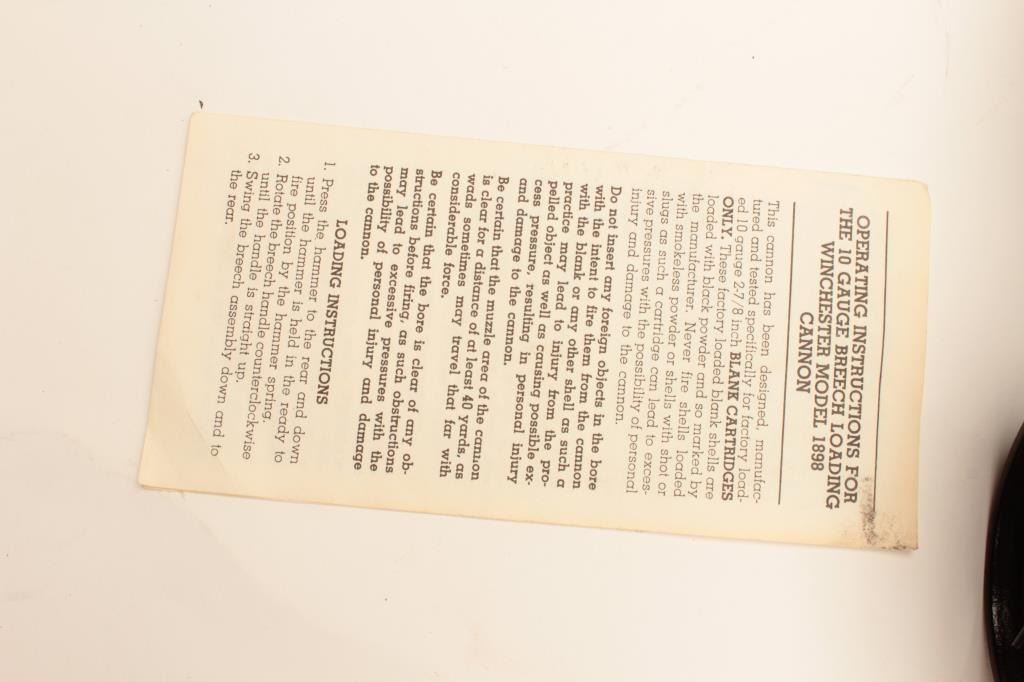 OPERATING INSTRUCTIONS FOR
THE 10 GAUGE BREECH LOADING
WINCHESTER MODEL 1898
CANNON
This cannon has been designed, manufac-
tured and tested specifically for factory load-
ed 10 gauge 2-7/8 inch BLANK CARTRIDGES
ONLY. These factory loaded blank shells are
loaded with black powder and so marked by
the manufacturer. Never fire shells loaded
with smokeless powder or shells with shot or
slugs as such a cartridge can lead to exces-
sive pressures with the possibility of personal
injury and damage to the cannon.
Do not insert any foreign objects in the bore
with the intent to fire them from the cannon
with the blank or any other shell as such a
practice may lead to injury from the pro-
pelled object as well as causing possible ex-
cess pressure, resulting in personal injury
and damage to the cannon.
Be certain that the muzzle area of the cannon
is clear for a distance of at least 40 yards, as
wads sometimes may travel that far with
considerable force.
Be certain that the bore is clear of any ob-
structions before firing, as such obstructions
may lead to excessive pressures with the
possibility of personal injury and damage
to the cannon.
LOADING INSTRUCTIONS
1. Press the hammer to the rear and down
until the hammer is held in the ready to
fire position by the hammer spring.
2. Rotate the breech handle counterclockwise
until the handle is straight up.
3. Swing the breech assembly down and to
the rear.